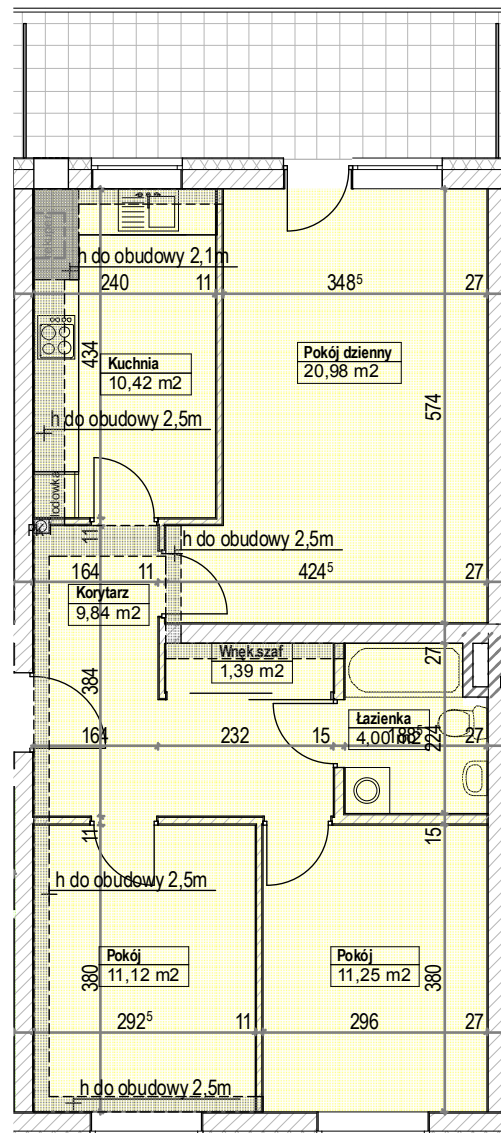 h do obudowy 2,1m
240
11
348⁵
27
434
Kuchnia
10,42 m2
Pokój dzienny
20,98 m2
574
h do obudowy 2,5m
lodówka
11
h do obudowy 2,5m
164
11
424⁵
27
Korytarz
9,84 m2
384
Wnęk.szaf
1,39 m2
27
Łazienka
4,00 m2
164
232
15
188⁵
224
27
11
15
h do obudowy 2,5m
Pokój
11,12 m2
Pokój
11,25 m2
380
380
292⁵
11
296
27
h do obudowy 2,5m